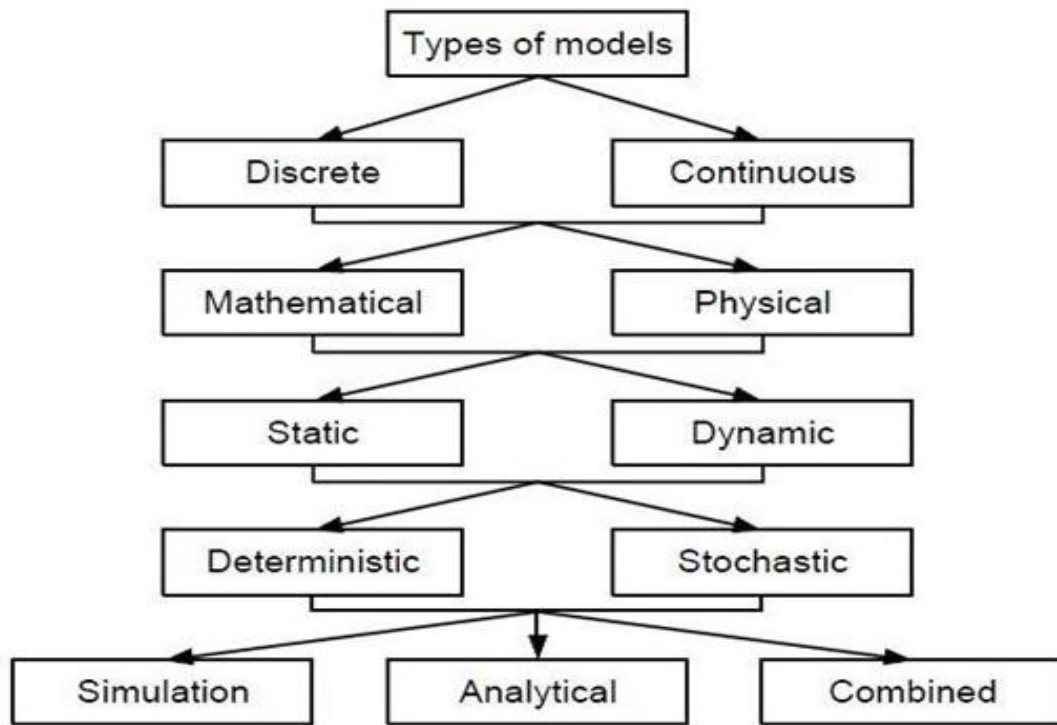 Types of models
Discrete
Continuous
Mathematical
Physical
Static
Dynamic
Deterministic
Stochastic
Simulation
Analytical
Combined